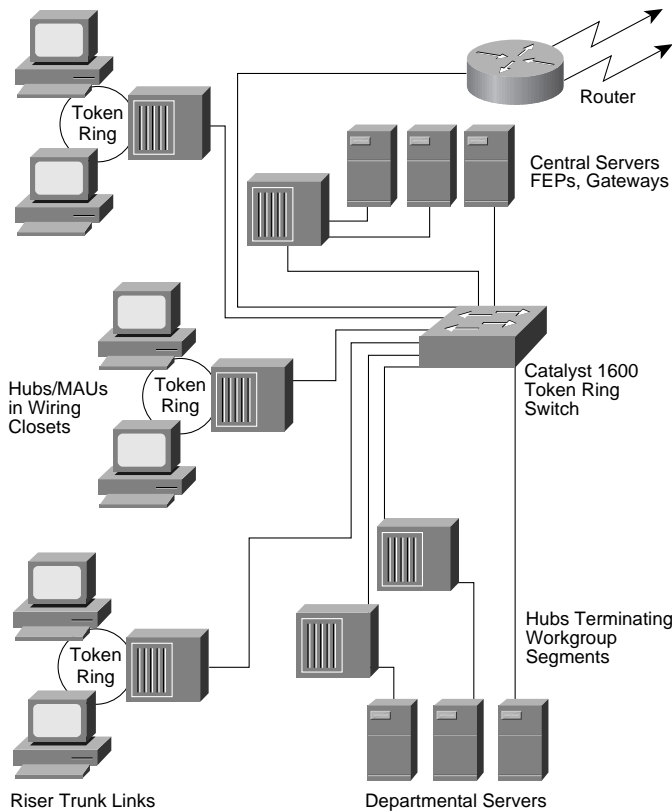 Token
Ring
Router
Central Servers
FEPs, Gateways
Hubs/MAUs
in Wiring
Closets
Token
Ring
Catalyst 1600
Token Ring
Switch
Token
Ring
Hubs Terminating
Workgroup
Segments
Riser Trunk Links
Departmental Servers